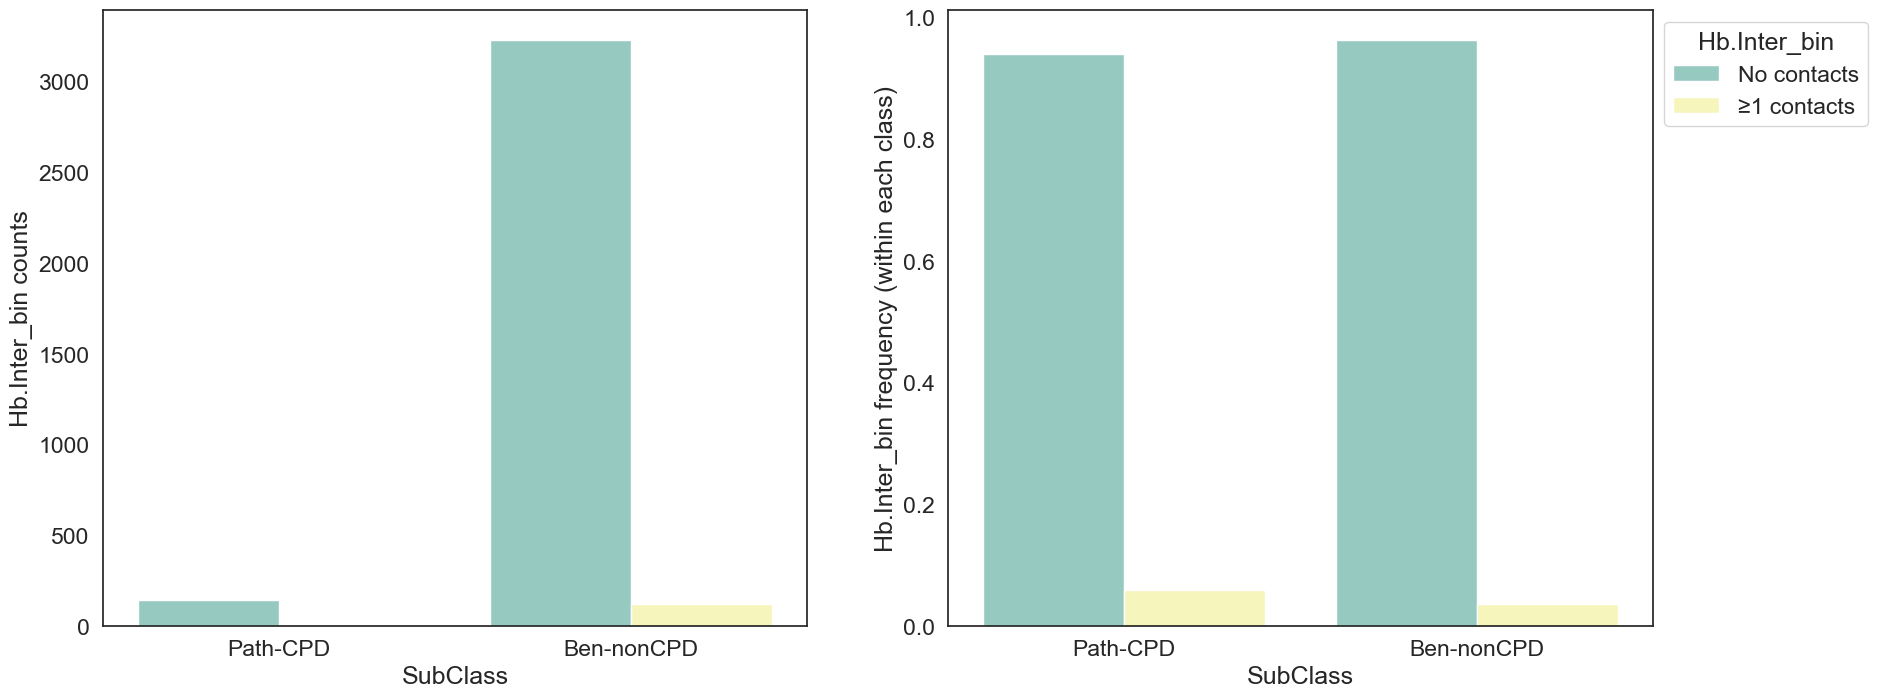 Hb.Inter_bin counts
3000
2500
2000
1500
1000
500
0
Path-CPD
Ben-nonCPD
SubClass
Hb.Inter_bin frequency (within each class)
1.0
0.8
0.6
0.4
0.2
0.0
Path-CPD
Ben-nonCPD
SubClass
Hb.Inter_bin
No contacts
≥1 contacts